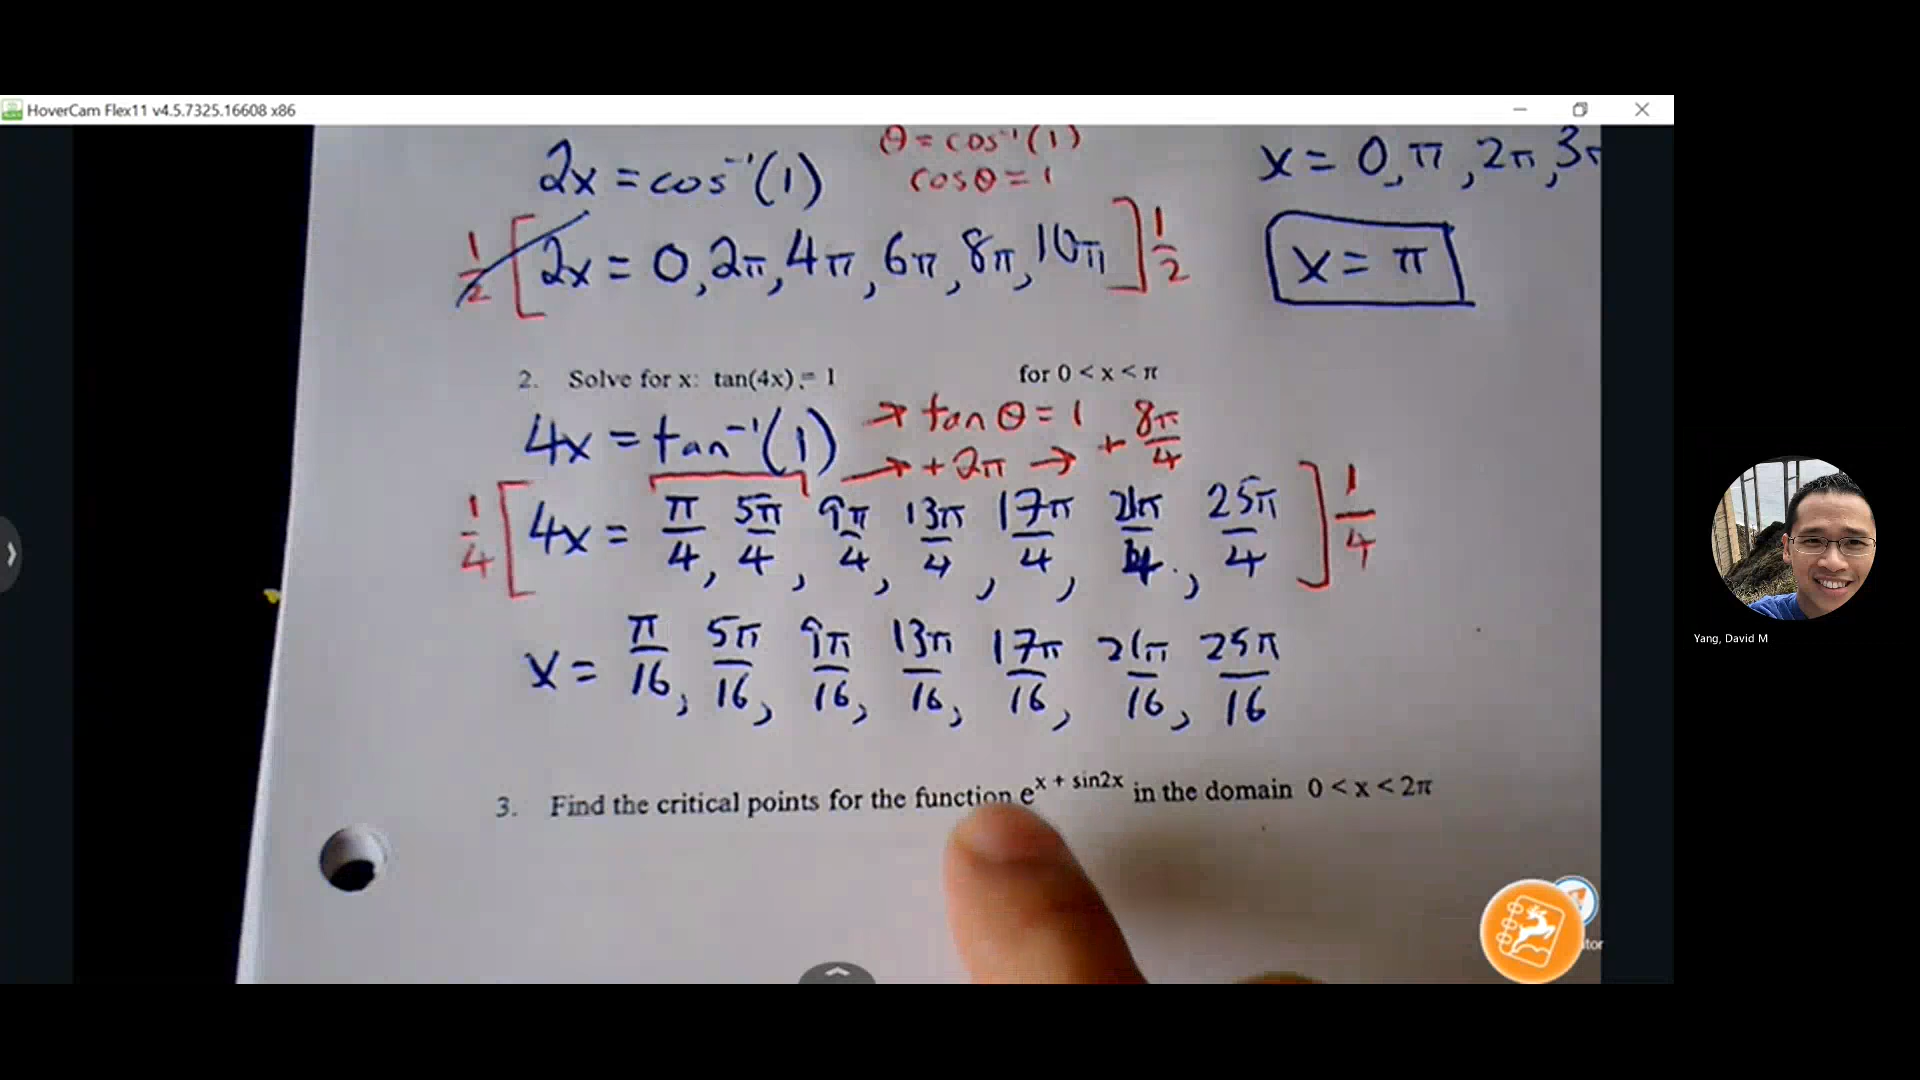 HoverCam Flex11 v4.5.7325.16608 x86
θ = cos⁻¹(1)
2x = cos⁻¹(1)
cosθ = 1
x = 0, π, 2π, 3π
1/2 [2x = 0, 2π, 4π, 6π, 8π, 10π] 1/2
x = π
2. Solve for x: tan(4x) = 1 for 0 < x < π
4x = tan⁻¹(1) → tan θ = 1
→ +2π → + 8π/4
1/4 [4x = π/4, 5π/4, 9π/4, 13π/4, 17π/4, 21π/4, 25π/4] 1/4
x = π/16, 5π/16, 9π/16, 13π/16, 17π/16, 21π/16, 25π/16
3. Find the critical points for the function e^x + sin2x in the domain 0 < x < 2π
Yang, David M